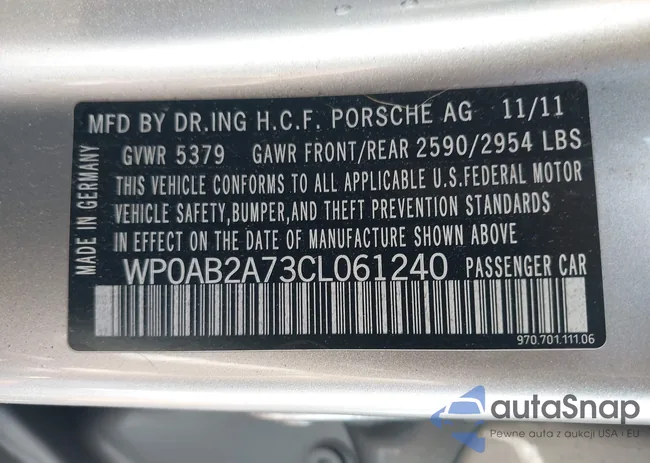 MFD BY DR.ING H.C.F. PORSCHE AG 11/11
GVWR 5379 GAWR FRONT/REAR 2590/2954 LBS
THIS VEHICLE CONFORMS TO ALL APPLICABLE U.S.FEDERAL MOTOR
VEHICLE SAFETY,BUMPER,AND THEFT PREVENTION STANDARDS
IN EFFECT ON THE DATE OF MANUFACTURE SHOWN ABOVE.
WP0AB2A73CL061240 PASSENGER CAR
MADE IN GERMANY
970.701.111.06
autaSnap
Pewne auta z aukcji USA i EU